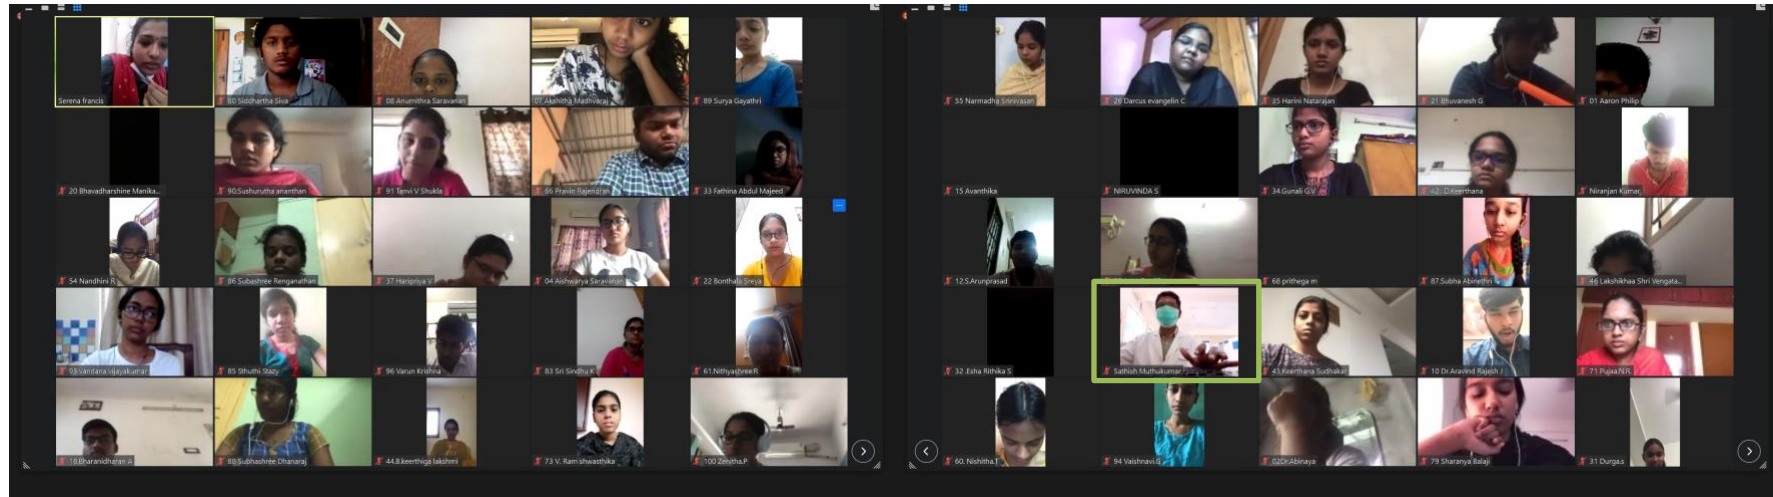 Serena francis
80 Siddhartha Siva
08 Anumithra Saravanan
07 Akshitha Madhvaraj
89 Surya Gayathri
20 Bhavadharshine Manika...
90.Sushurutha ananthan
91 Tanvi V Shukla
66 Pravin Rajendran
33 Fathina Abdul Majeed
54 Nandhini R
86 Subashree Renganathan
37 Haripriya V
04 Aishwarya Saravanan
22 Bonthala Sreya
93 Vandana Vijayakumar
85 Sthuthi Stazy
96 Varun Krishna
83 Sri Sindhu K
61.Nithyashree.R
18.Bharanidharan A
88 Subhashree Dhanaraj
44.B.keerthiga lakshmi
73 V. Ram shwasthika
100 Zenitha.P
55 Narmadha Srinivasan
26 Darcus evangelin C
35 Harini Natarajan
21 Bhuvanesh G
01 Aaron Philip
15 Avanthika
NIRUVINDA S
34.Gunali G.V
42. .D.Keerthana
Niranjan Kumar.
12.S.Arunprasad
68 prithega m
87.Subha Abinethri
46 Lakshikhaa Shri Vengata...
32 .Esha Rithika S
Sathish Muthukumar
43.Keerthana Sudhakar
10 Dr.Aravind Rajesh J
71 Pujaa.N.R.
60. Nishitha.T
94 Vaishnavi.G
02Dr.Abinaya
79 Sharanya Balaji
31 Durga.s